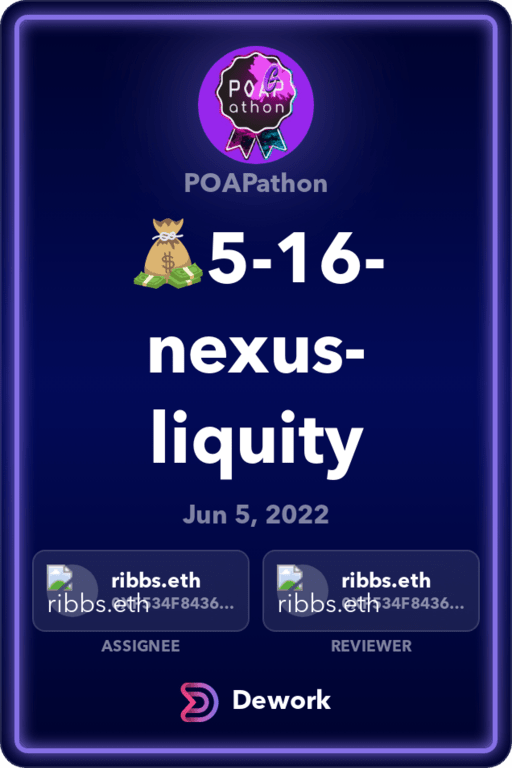 POAP
athon
POAPathon
💰5-16-
nexus-
liquity
Jun 5, 2022
ribbs.eth
ribbs.eth
ASSIGNEE
ribbs.eth
ribbs.eth
REVIEWER
Dework